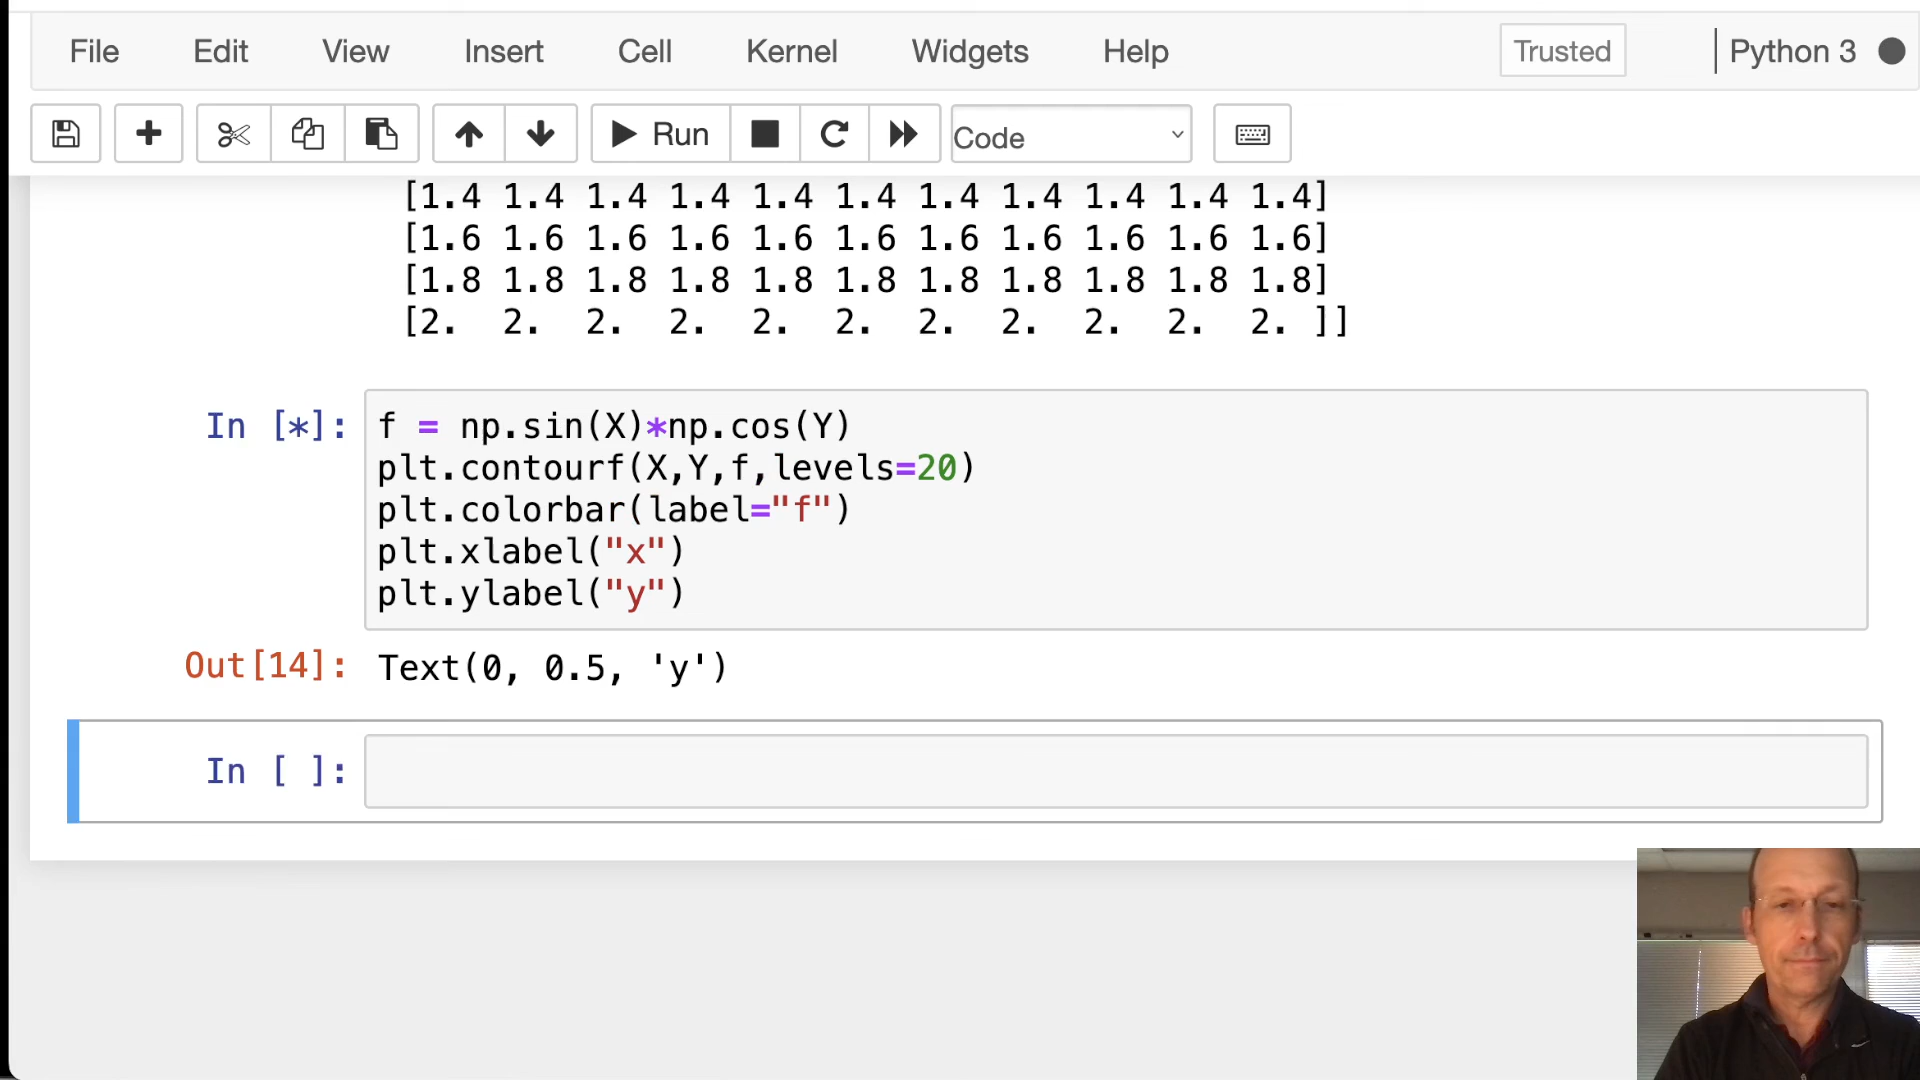 File Edit View Insert Cell Kernel Widgets Help Trusted Python 3
Run Code
[1.4 1.4 1.4 1.4 1.4 1.4 1.4 1.4 1.4 1.4 1.4]
[1.6 1.6 1.6 1.6 1.6 1.6 1.6 1.6 1.6 1.6 1.6]
[1.8 1.8 1.8 1.8 1.8 1.8 1.8 1.8 1.8 1.8 1.8]
[2. 2. 2. 2. 2. 2. 2. 2. 2. 2. 2. ]]
In [*]: f = np.sin(X)*np.cos(Y)
plt.contourf(X,Y,f,levels=20)
plt.colorbar(label="f")
plt.xlabel("x")
plt.ylabel("y")
Out[14]: Text(0, 0.5, 'y')
In [ ]: